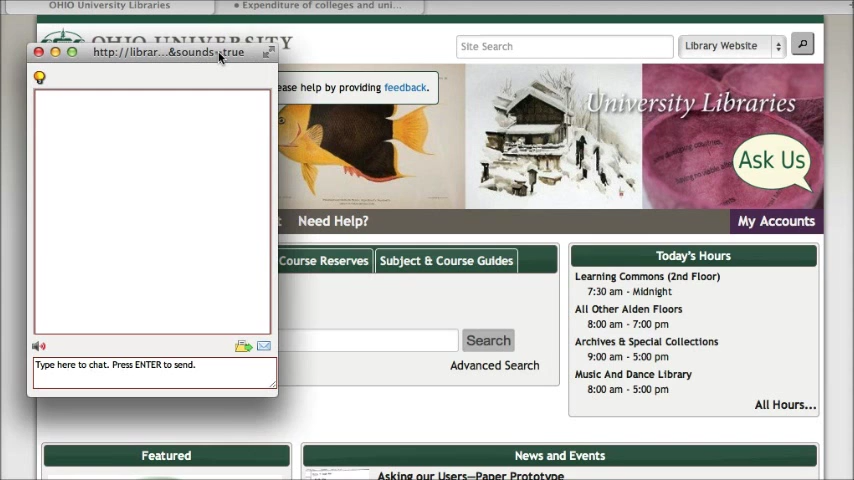 OHIO University Libraries
Expenditure of colleges and uni...
OHIO UNIVERSITY
http://librar...&sounds=true
Site Search
Library Website
ease help by providing feedback.
University Libraries
Ask Us
Need Help?
My Accounts
Course Reserves
Subject & Course Guides
Search
Advanced Search
Type here to chat. Press ENTER to send.
Today's Hours
Learning Commons (2nd Floor)
7:30 am - Midnight
All Other Alden Floors
8:00 am - 7:00 pm
Archives & Special Collections
9:00 am - 5:00 pm
Music And Dance Library
8:00 am - 5:00 pm
All Hours...
Featured
News and Events
Asking our Users—Paper Prototype